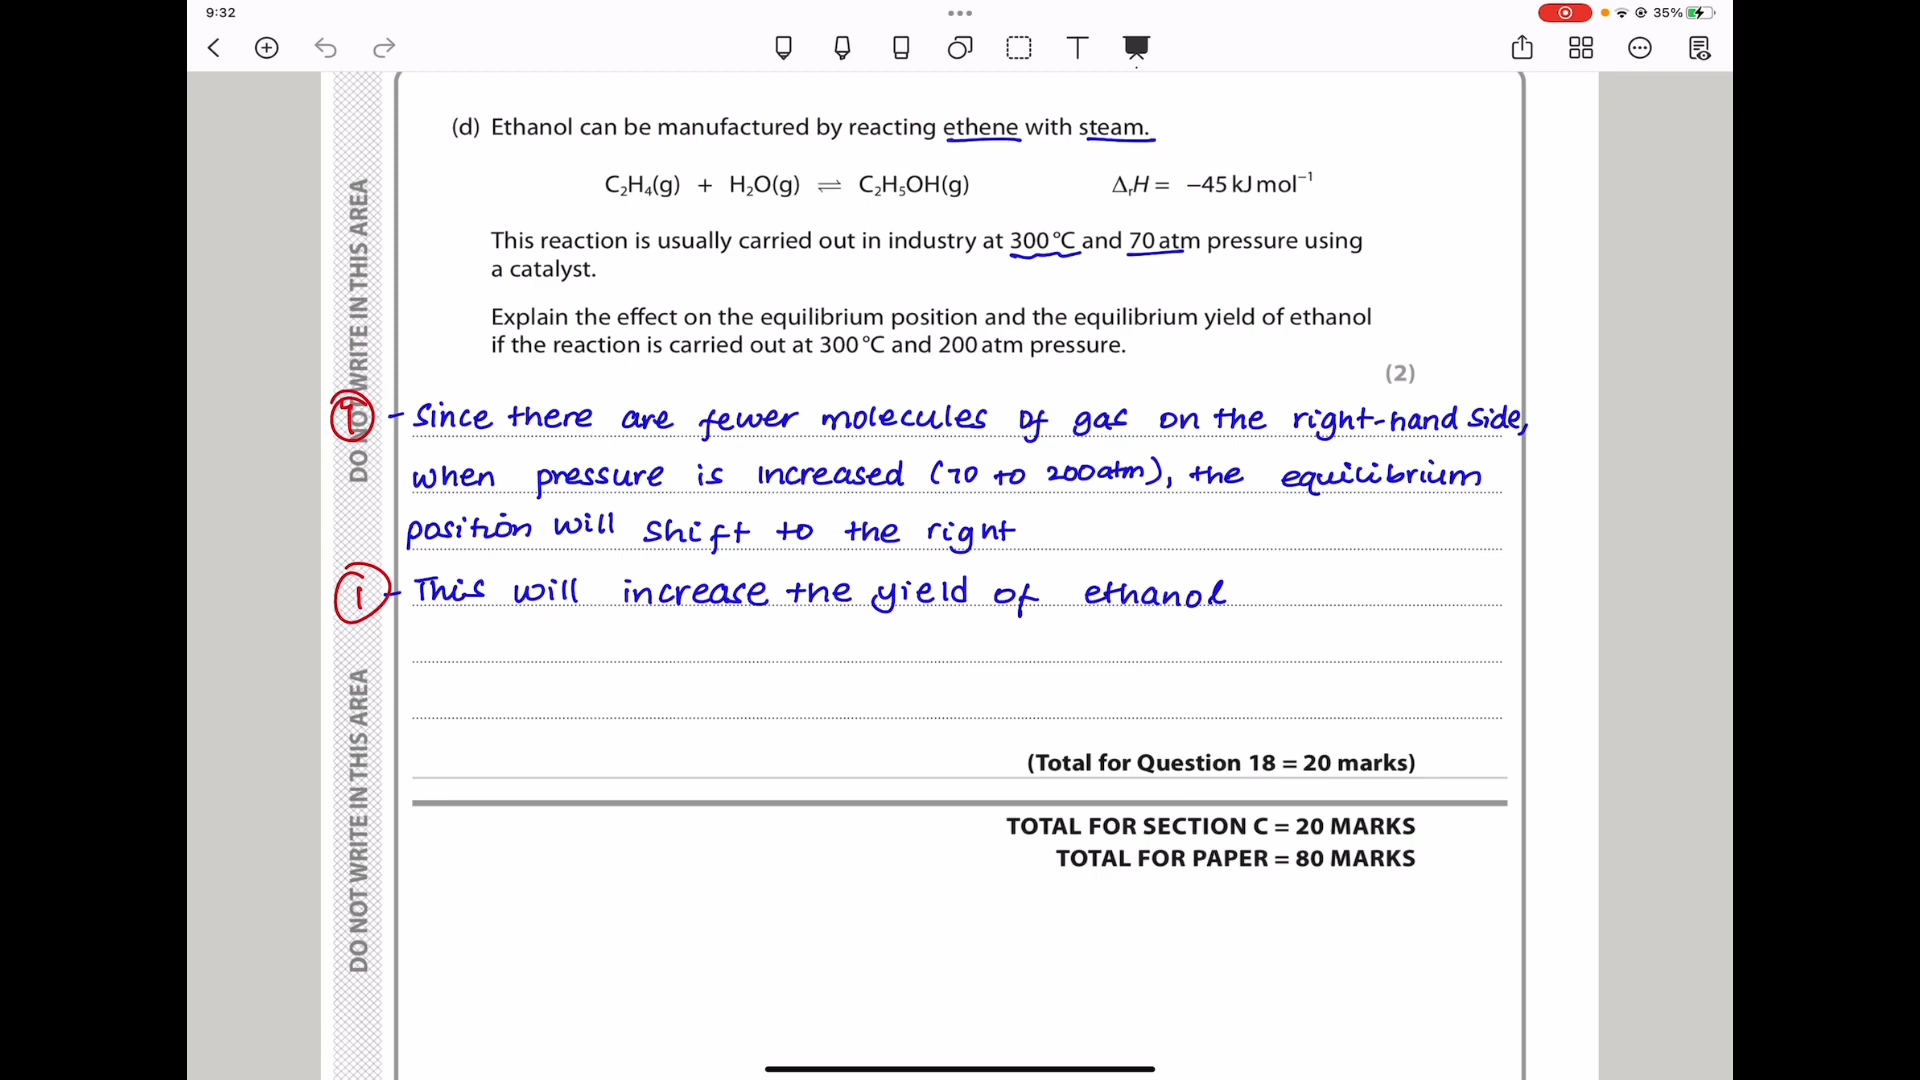 9:32
35%
(d) Ethanol can be manufactured by reacting ethene with steam.
C₂H₄(g) + H₂O(g) ⇌ C₂H₅OH(g) ΔᵣH = −45 kJ mol⁻¹
This reaction is usually carried out in industry at 300 °C and 70 atm pressure using
a catalyst.
Explain the effect on the equilibrium position and the equilibrium yield of ethanol
if the reaction is carried out at 300 °C and 200 atm pressure.
(2)
- Since there are fewer molecules of gas on the right-hand side,
when pressure is increased (70 to 200atm), the equilibrium
position will shift to the right
1 - This will increase the yield of ethanol
(Total for Question 18 = 20 marks)
TOTAL FOR SECTION C = 20 MARKS
TOTAL FOR PAPER = 80 MARKS
DO NOT WRITE IN THIS AREA
DO NOT WRITE IN THIS AREA